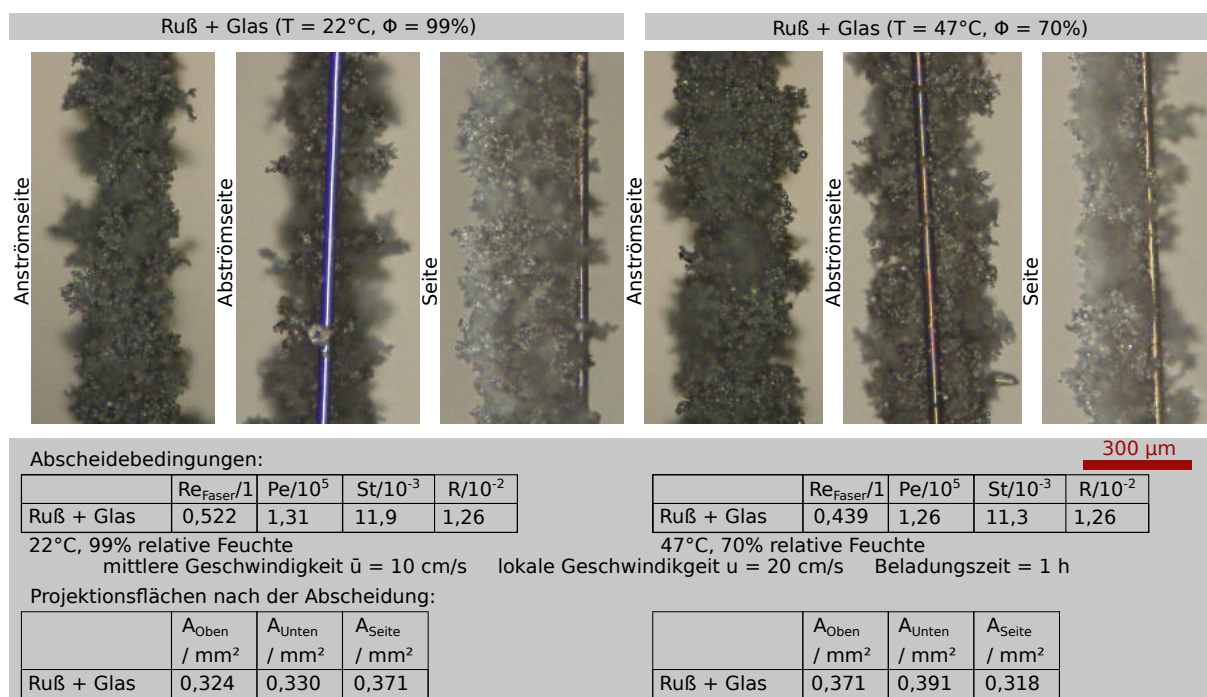 Ruß + Glas (T = 22°C, Φ = 99%)
Ruß + Glas (T = 47°C, Φ = 70%)
Anströmseite
Abströmseite
Seite
Anströmseite
Abströmseite
Seite
300 µm
Abscheidebedingungen:
Re_Faser/1 Pe/10⁵ St/10⁻³ R/10⁻²
Ruß + Glas 0,522 1,31 11,9 1,26
22°C, 99% relative Feuchte
Re_Faser/1 Pe/10⁵ St/10⁻³ R/10⁻²
Ruß + Glas 0,439 1,26 11,3 1,26
47°C, 70% relative Feuchte
mittlere Geschwindigkeit ū = 10 cm/s lokale Geschwindikgeit u = 20 cm/s Beladungszeit = 1 h
Projektionsflächen nach der Abscheidung:
A_Oben A_Unten A_Seite
/ mm² / mm² / mm²
Ruß + Glas 0,324 0,330 0,371
A_Oben A_Unten A_Seite
/ mm² / mm² / mm²
Ruß + Glas 0,371 0,391 0,318